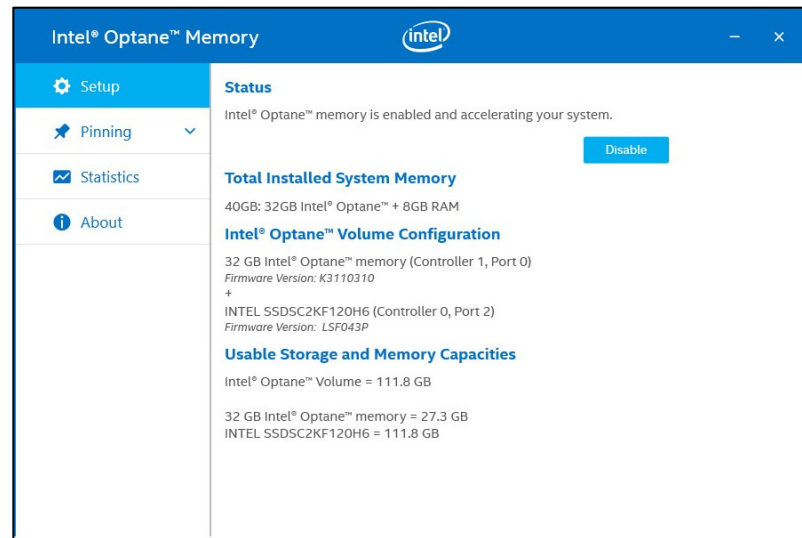 Intel® Optane™ Memory
intel
Setup
Pinning
Statistics
About
Status
Intel® Optane™ memory is enabled and accelerating your system.
Disable
Total Installed System Memory
40GB: 32GB Intel® Optane™ + 8GB RAM
Intel® Optane™ Volume Configuration
32 GB Intel® Optane™ memory (Controller 1, Port 0)
Firmware Version: K3110310
+
INTEL SSDSC2KF120H6 (Controller 0, Port 2)
Firmware Version: LSF043P
Usable Storage and Memory Capacities
Intel® Optane™ Volume = 111.8 GB
32 GB Intel® Optane™ memory = 27.3 GB
INTEL SSDSC2KF120H6 = 111.8 GB